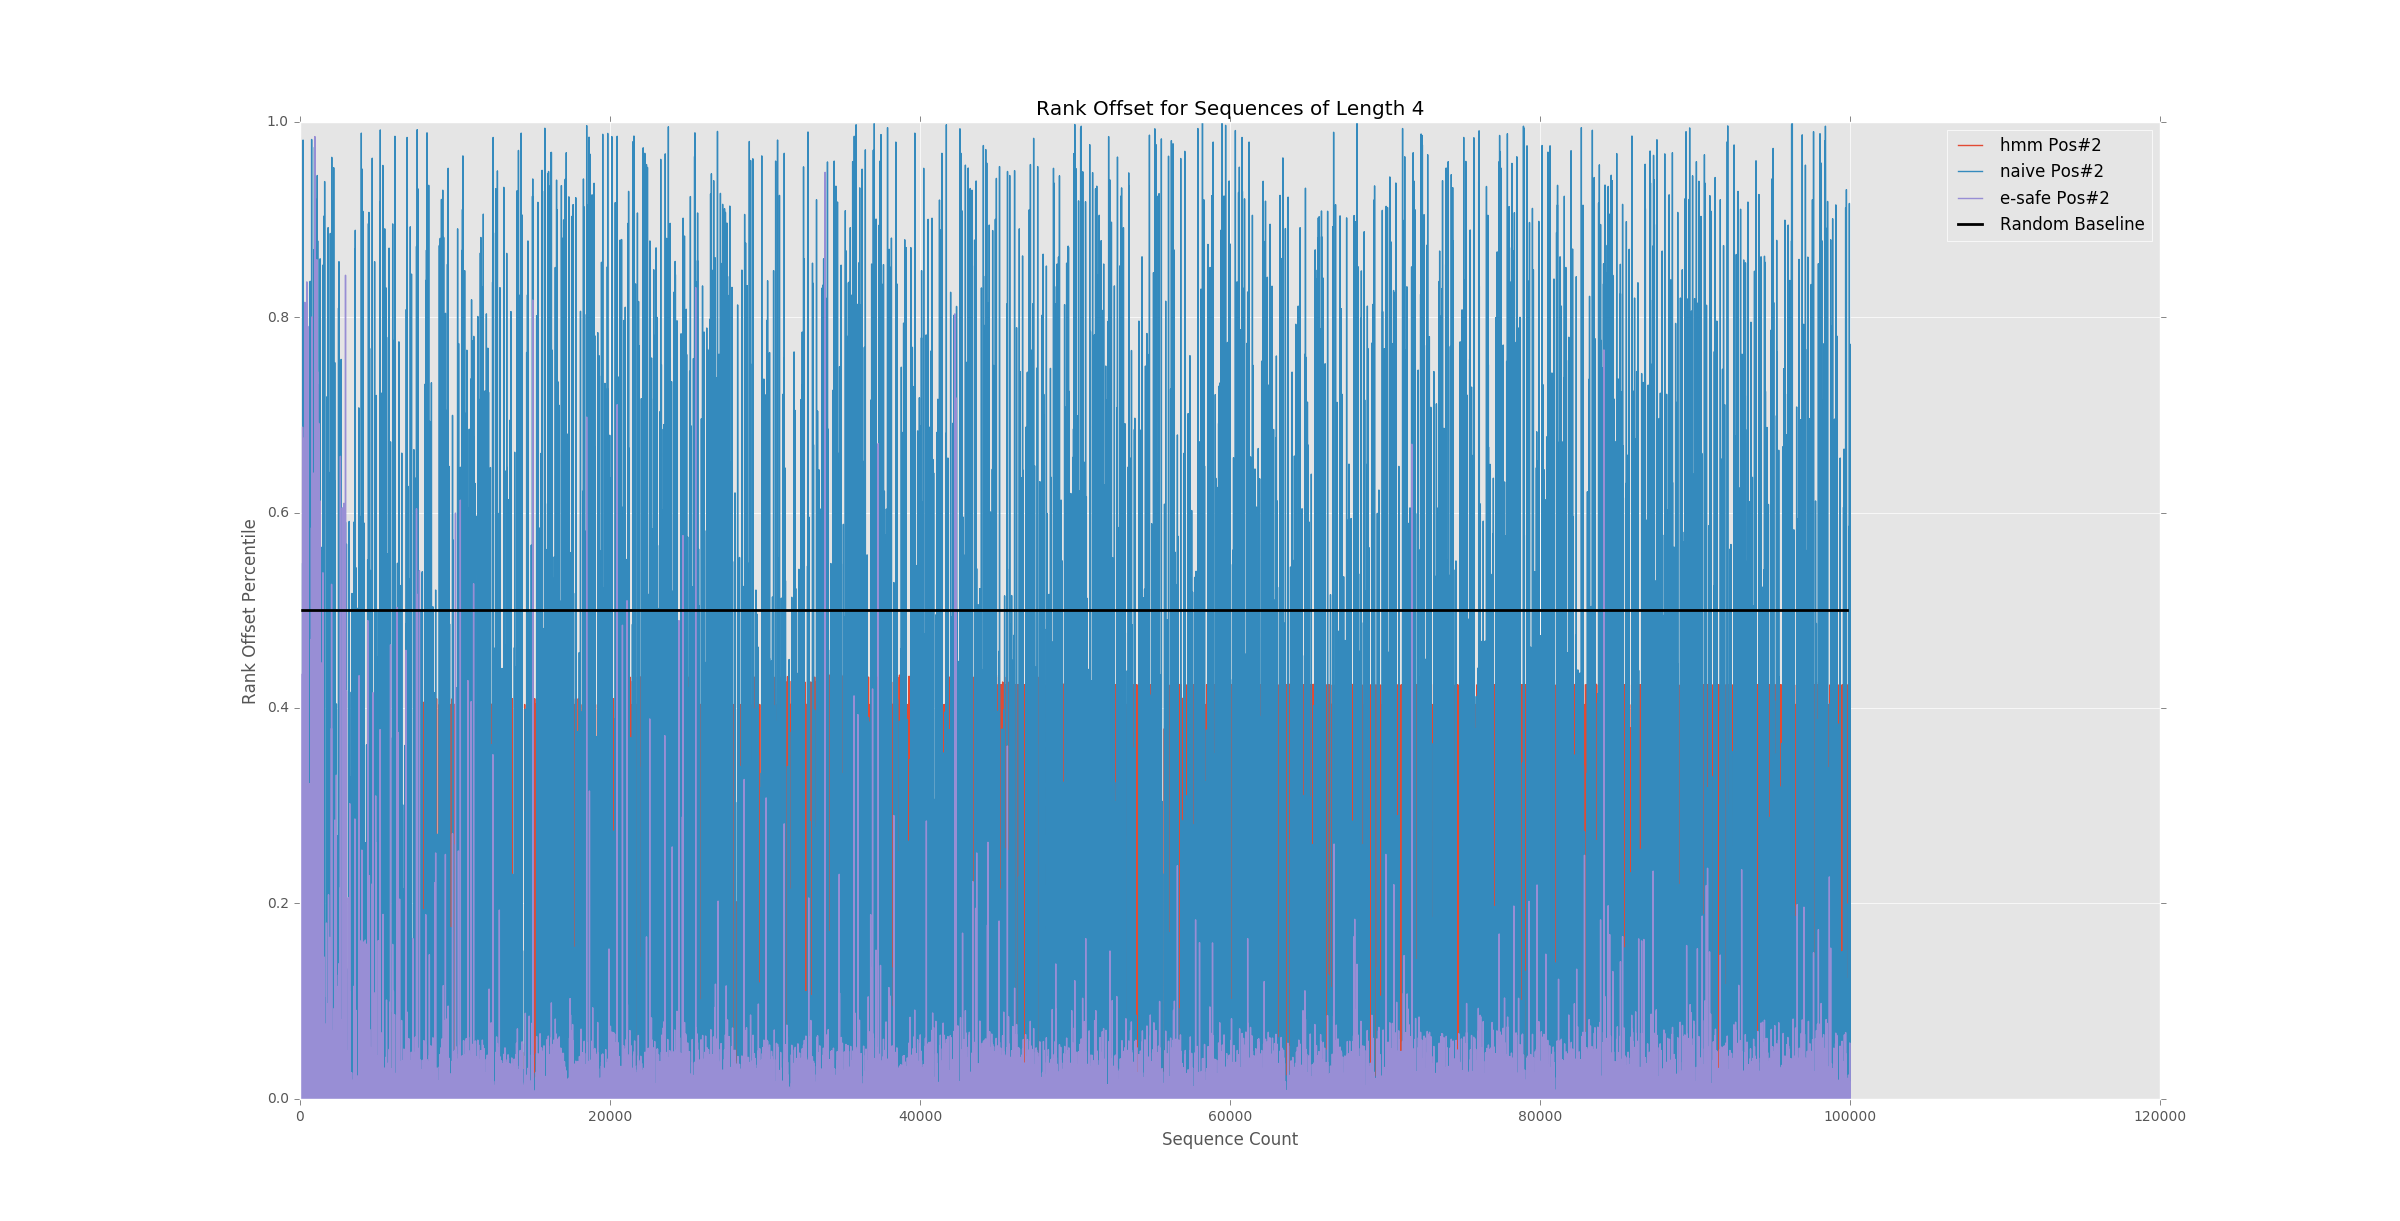 Rank Offset for Sequences of Length 4
1.0
0.8
0.6
0.4
0.2
0.0
Rank Offset Percentile
hmm Pos#2
naive Pos#2
e-safe Pos#2
Random Baseline
0
20000
40000
60000
80000
100000
120000
Sequence Count